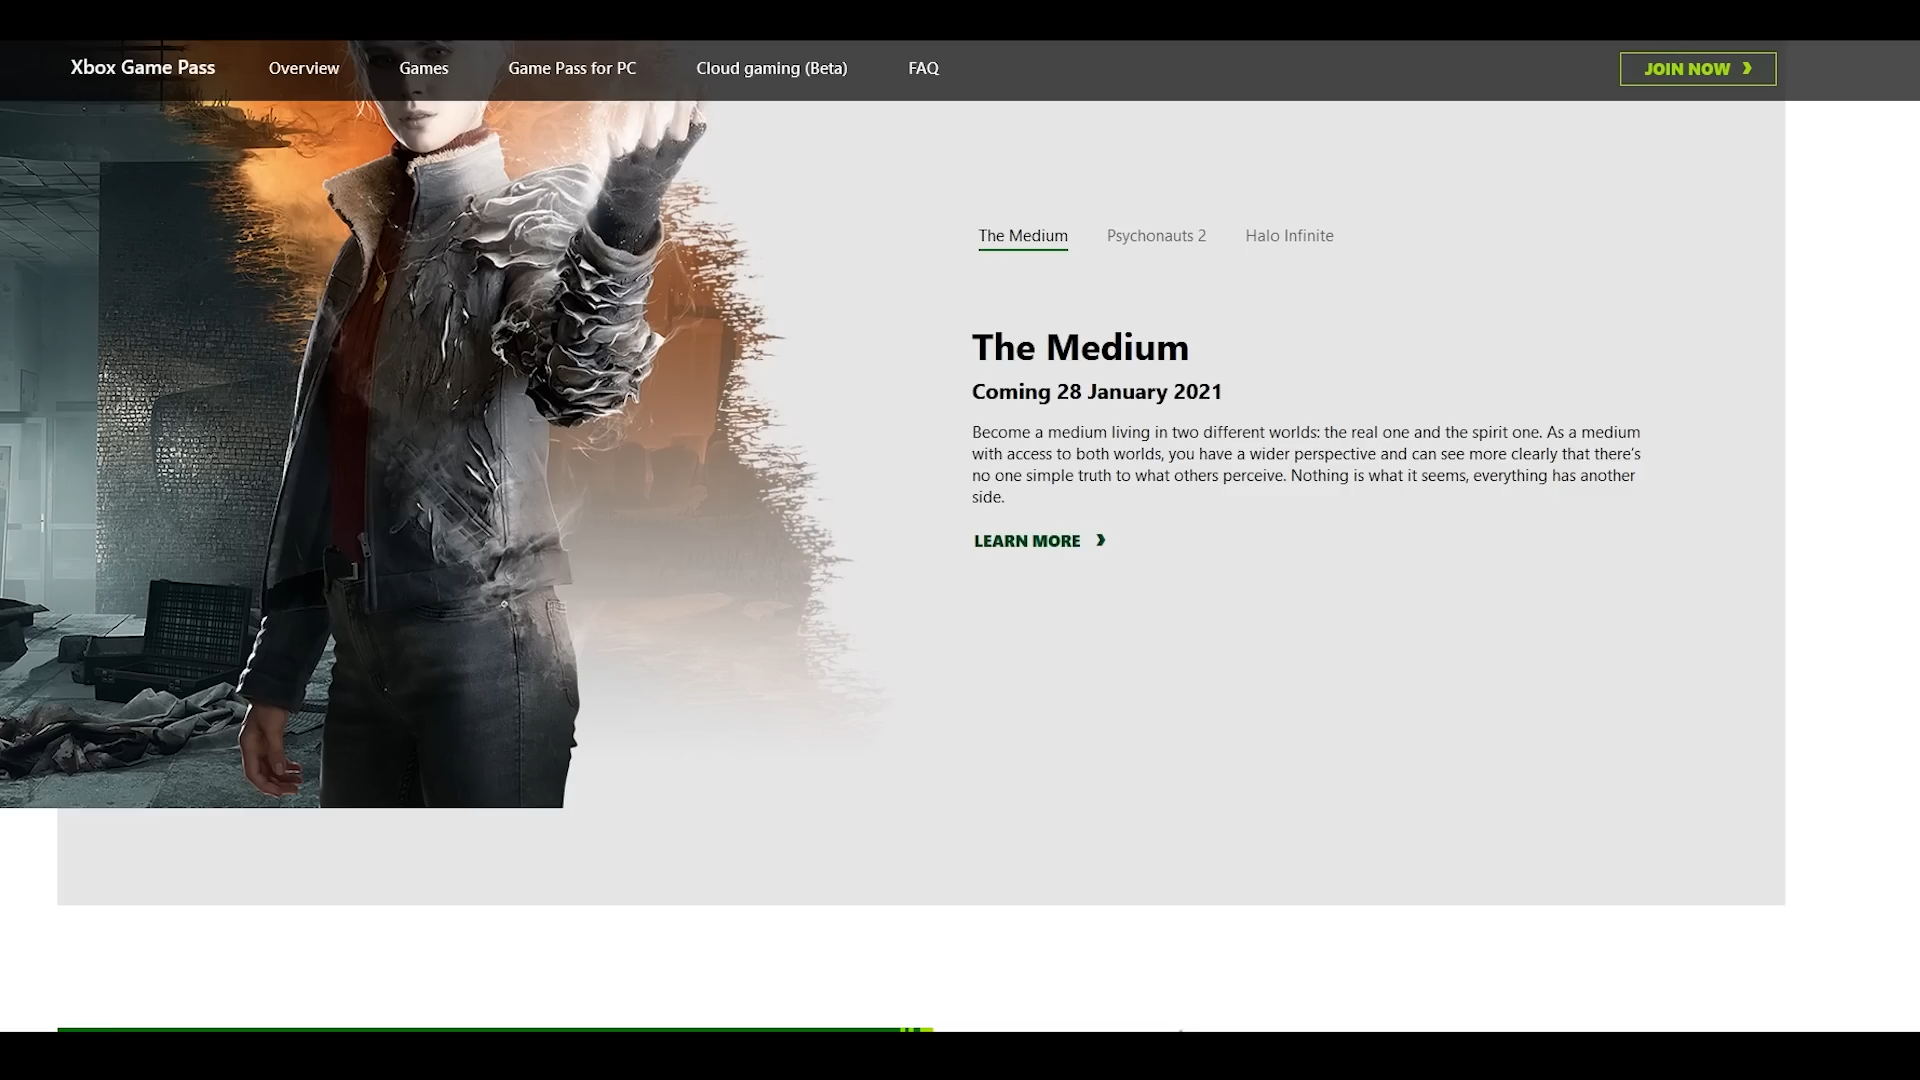 Xbox Game Pass
Overview
Games
Game Pass for PC
Cloud gaming (Beta)
FAQ
JOIN NOW
The Medium
Psychonauts 2
Halo Infinite
The Medium
Coming 28 January 2021
Become a medium living in two different worlds: the real one and the spirit one. As a medium
with access to both worlds, you have a wider perspective and can see more clearly that there's
no one simple truth to what others perceive. Nothing is what it seems, everything has another
side.
LEARN MORE